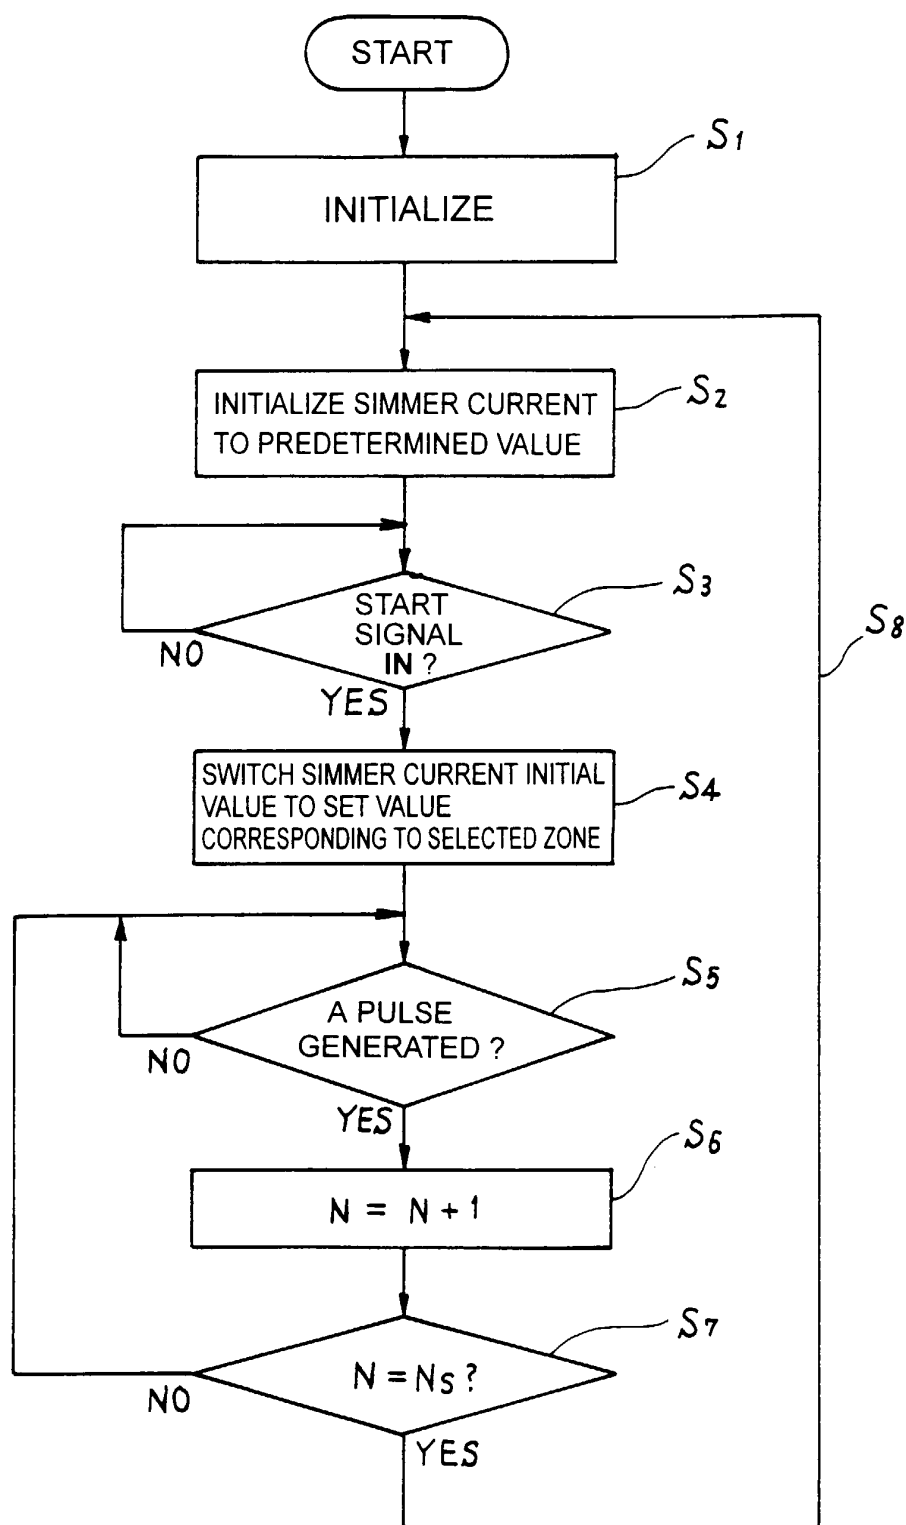 START
S1
INITIALIZE
S2
INITIALIZE SIMMER CURRENT
TO PREDETERMINED VALUE
S3
START
SIGNAL
IN ?
NO
S8
YES
S4
SWITCH SIMMER CURRENT INITIAL
VALUE TO SET VALUE
CORRESPONDING TO SELECTED ZONE
S5
A PULSE
GENERATED ?
NO
YES
S6
N = N + 1
S7
N = NS ?
NO
YES